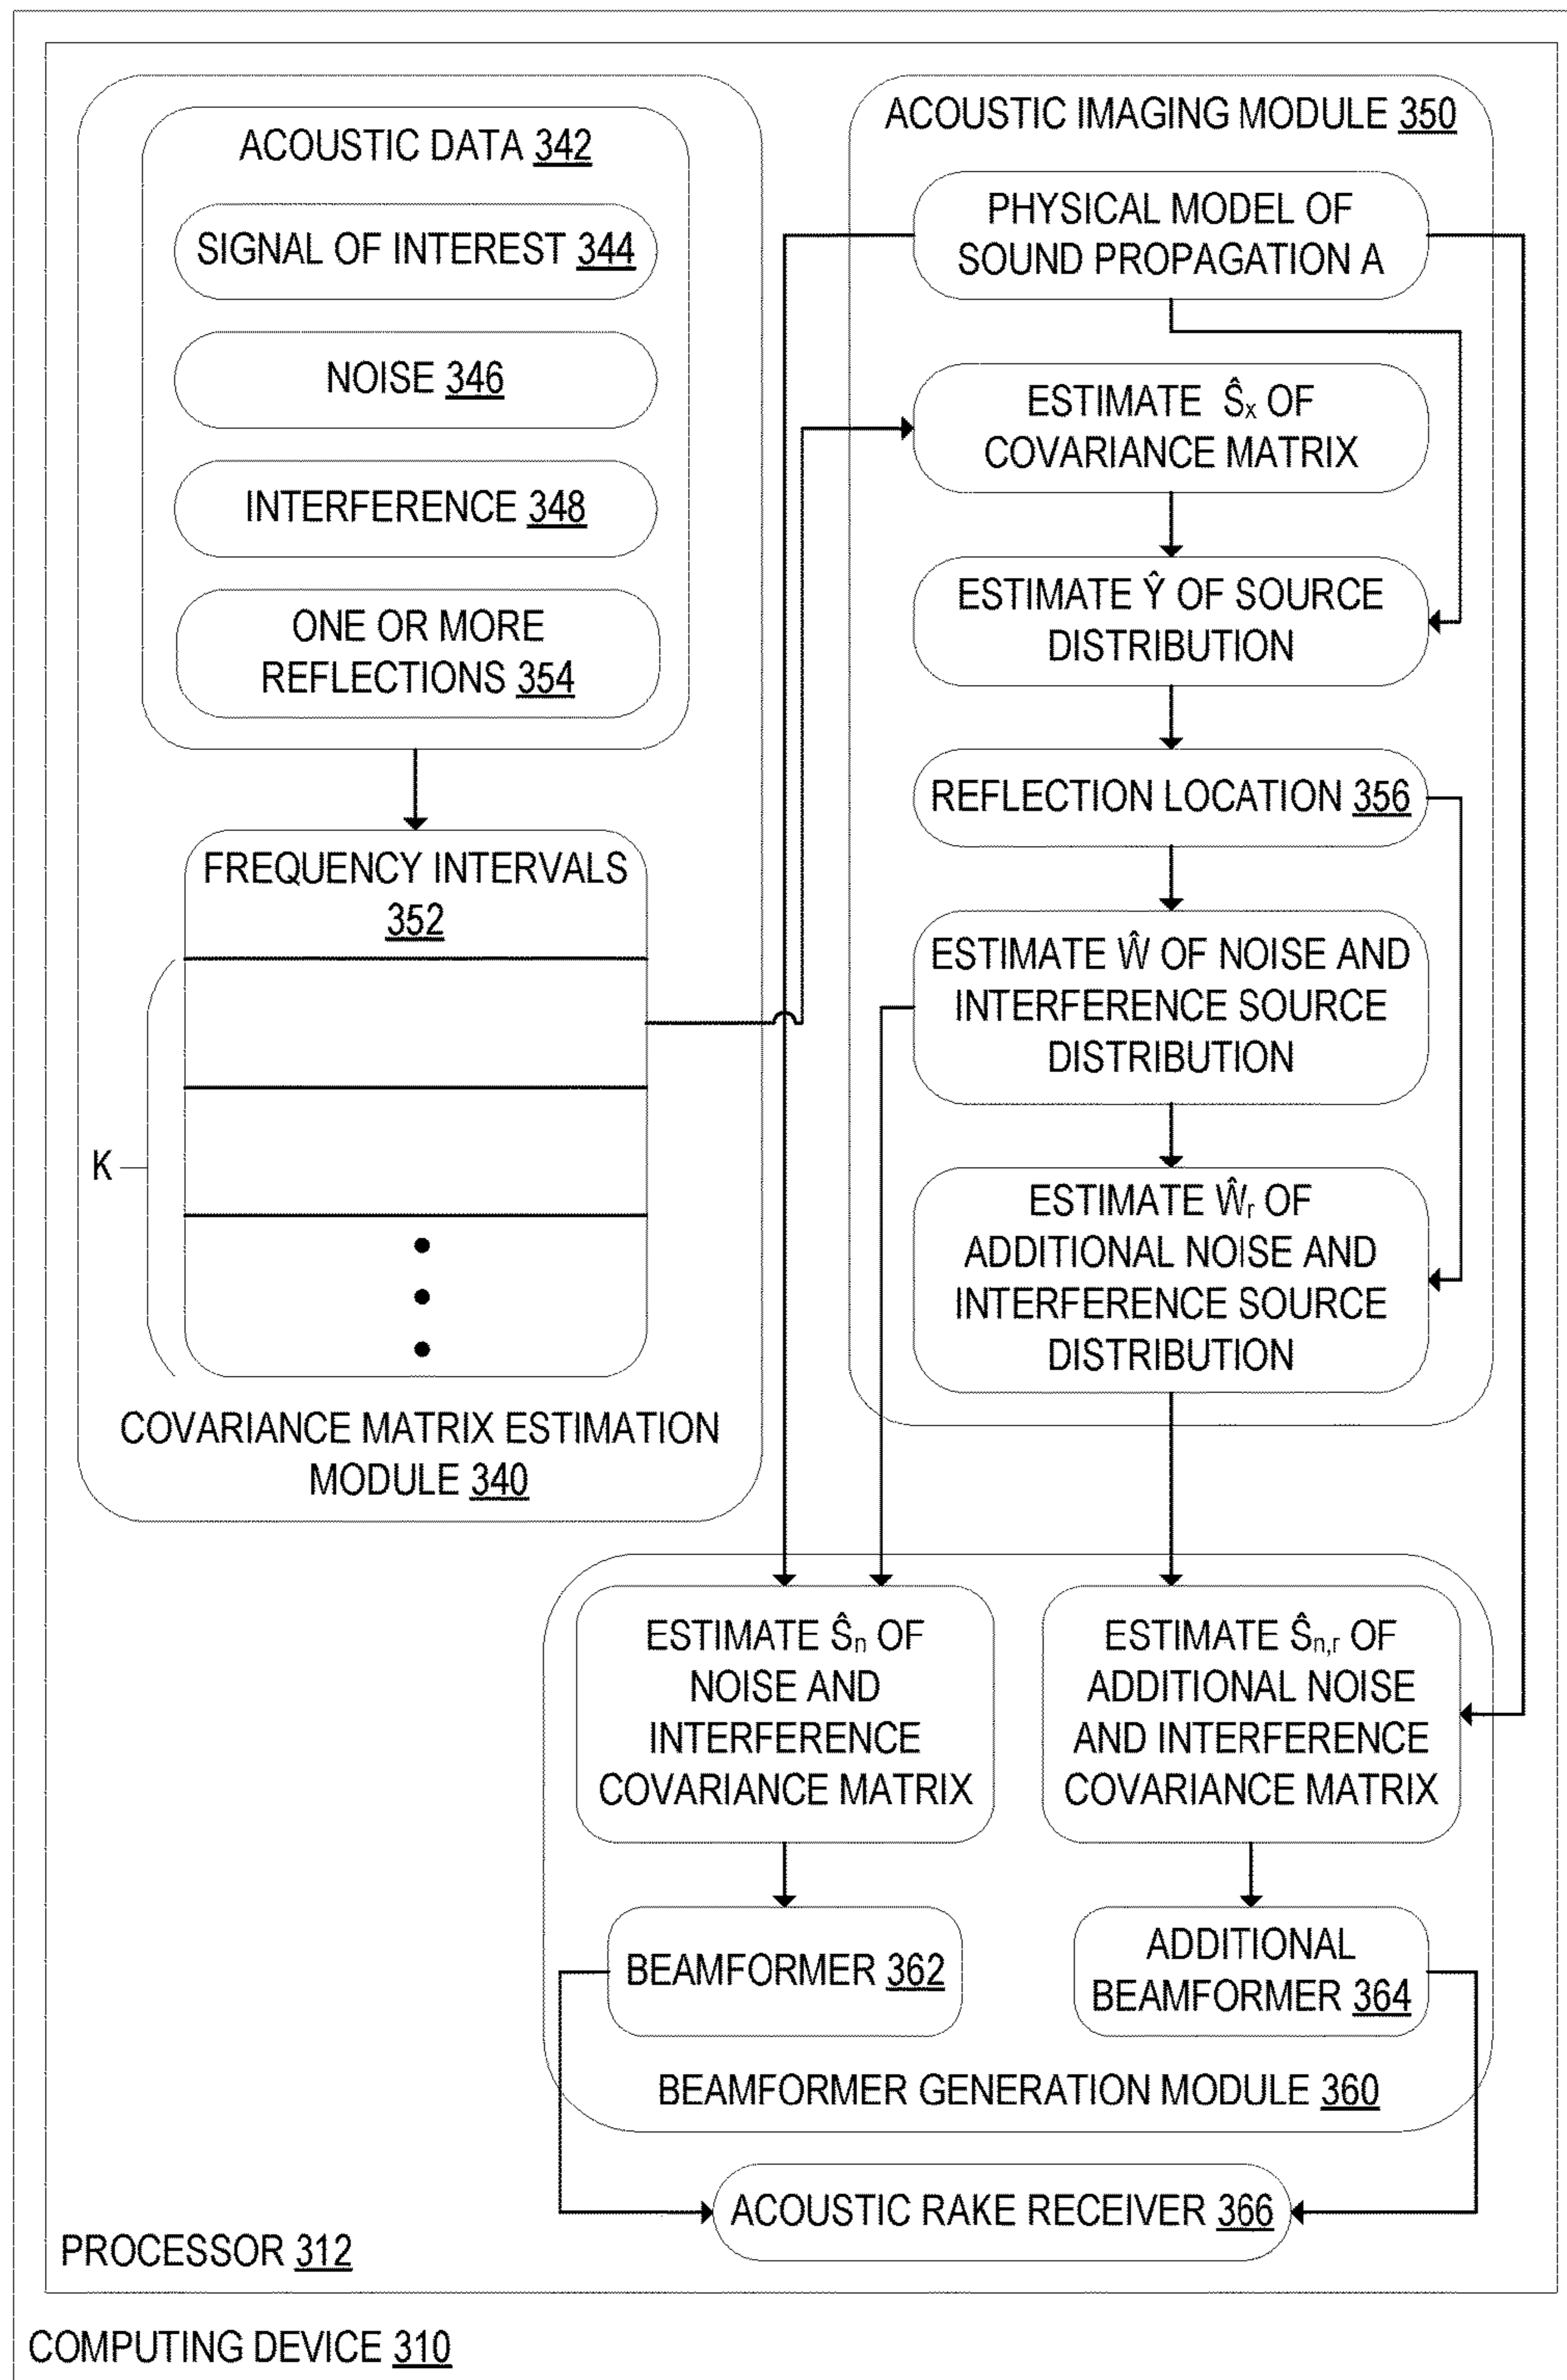 ACOUSTIC DATA 342
SIGNAL OF INTEREST 344
NOISE 346
INTERFERENCE 348
ONE OR MORE
REFLECTIONS 354
FREQUENCY INTERVALS
352
K
COVARIANCE MATRIX ESTIMATION
MODULE 340
ACOUSTIC IMAGING MODULE 350
PHYSICAL MODEL OF
SOUND PROPAGATION A
ESTIMATE Ŝx OF
COVARIANCE MATRIX
ESTIMATE Ŷ OF SOURCE
DISTRIBUTION
REFLECTION LOCATION 356
ESTIMATE Ŵ OF NOISE AND
INTERFERENCE SOURCE
DISTRIBUTION
ESTIMATE Ŵr OF
ADDITIONAL NOISE AND
INTERFERENCE SOURCE
DISTRIBUTION
ESTIMATE Ŝn OF
NOISE AND
INTERFERENCE
COVARIANCE MATRIX
ESTIMATE Ŝn,r OF
ADDITIONAL NOISE
AND INTERFERENCE
COVARIANCE MATRIX
BEAMFORMER 362
ADDITIONAL
BEAMFORMER 364
BEAMFORMER GENERATION MODULE 360
ACOUSTIC RAKE RECEIVER 366
PROCESSOR 312
COMPUTING DEVICE 310